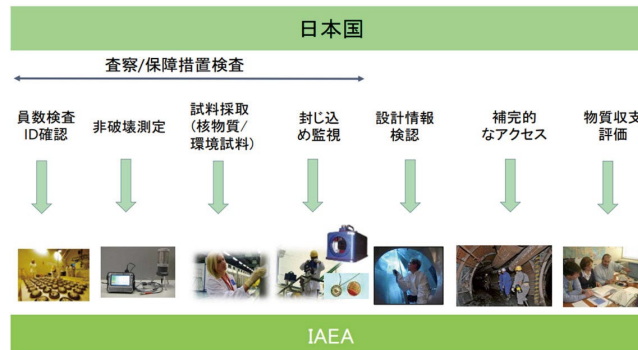 日本国
査察/保障措置検査
員数検査
ID確認
非破壊測定
試料採取
(核物質/
環境試料)
封じ込
め監視
設計情報
検認
補完的
なアクセス
物質収支
評価
IAEA